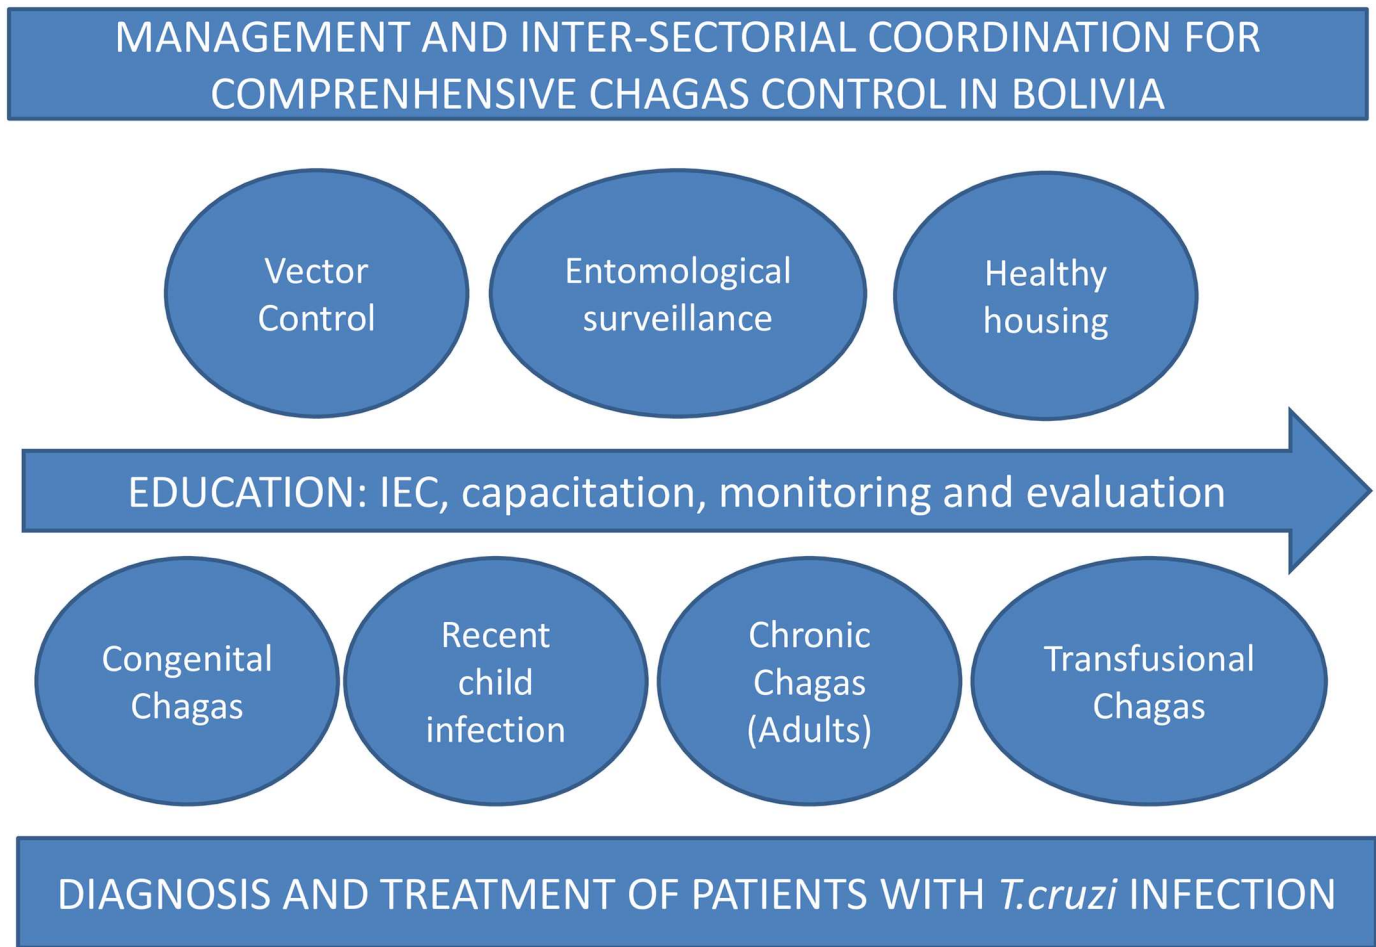 MANAGEMENT AND INTER-SECTORIAL COORDINATION FOR
COMPRENHENSIVE CHAGAS CONTROL IN BOLIVIA
Vector
Control
Entomological
surveillance
Healthy
housing
EDUCATION: IEC, capacitation, monitoring and evaluation
Congenital
Chagas
Recent
child
infection
Chronic
Chagas
(Adults)
Transfusional
Chagas
DIAGNOSIS AND TREATMENT OF PATIENTS WITH T.cruzi INFECTION